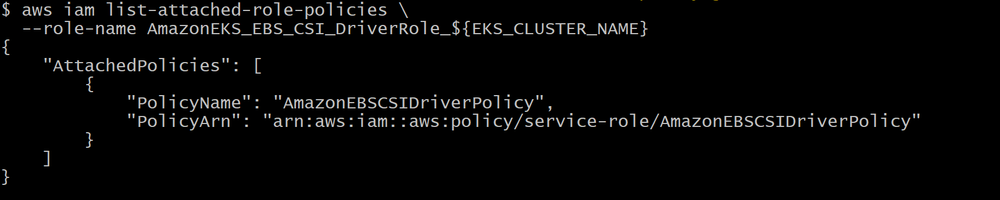 $ aws iam list-attached-role-policies \
  --role-name AmazonEKS_EBS_CSI_DriverRole_${EKS_CLUSTER_NAME}
{
    "AttachedPolicies": [
        {
            "PolicyName": "AmazonEBSCSIDriverPolicy",
            "PolicyArn": "arn:aws:iam::aws:policy/service-role/AmazonEBSCSIDriverPolicy"
        }
    ]
}